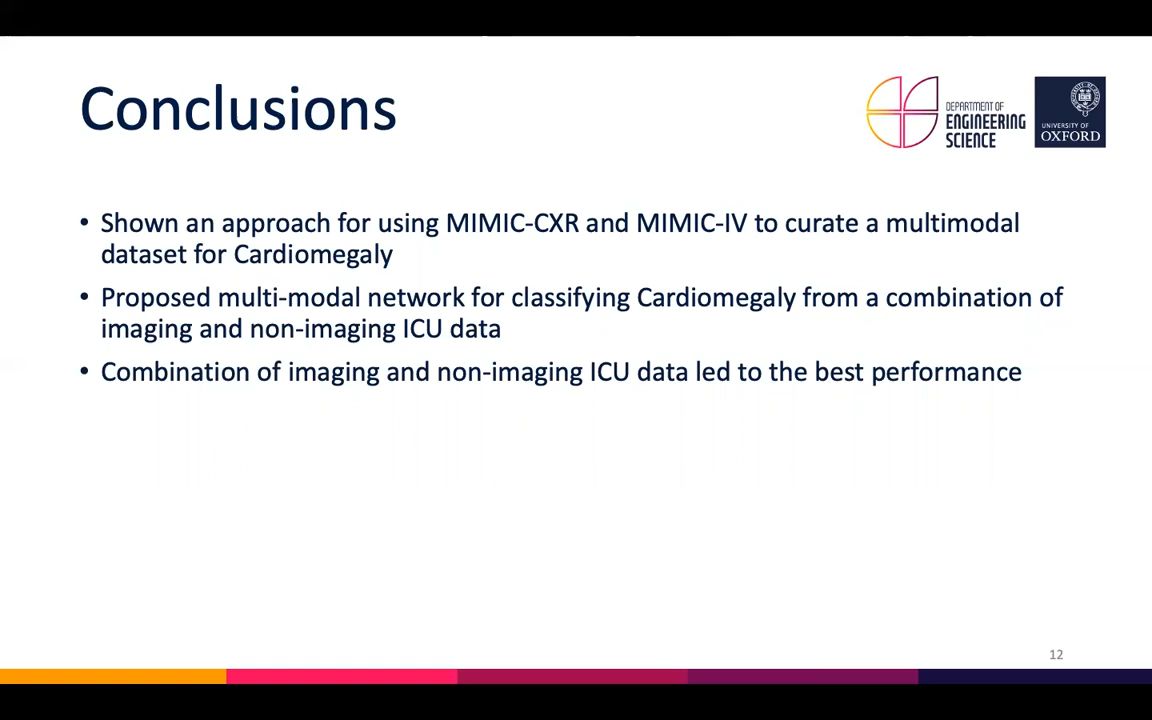 Conclusions
DEPARTMENT OF
ENGINEERING
SCIENCE
UNIVERSITY OF
OXFORD
• Shown an approach for using MIMIC-CXR and MIMIC-IV to curate a multimodal
dataset for Cardiomegaly
• Proposed multi-modal network for classifying Cardiomegaly from a combination of
imaging and non-imaging ICU data
• Combination of imaging and non-imaging ICU data led to the best performance
12